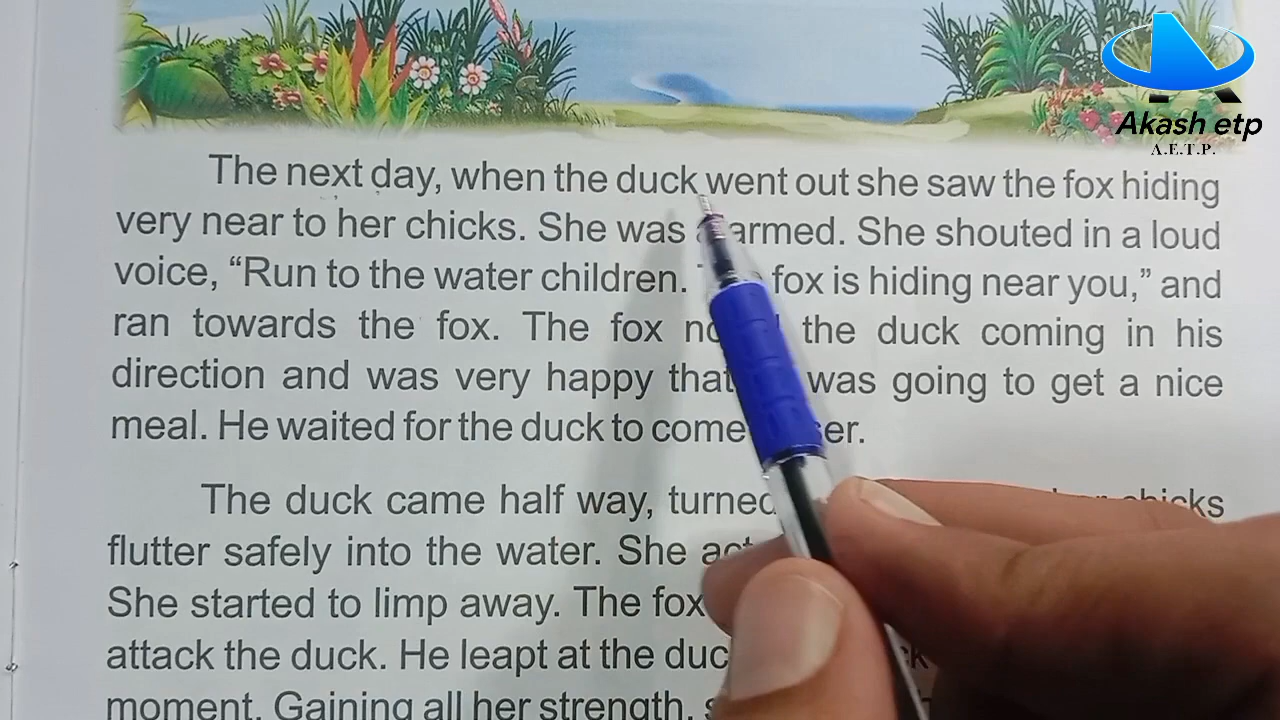 Akash etp
A.E.T.P.
The next day, when the duck went out she saw the fox hiding
very near to her chicks. She was alarmed. She shouted in a loud
voice, “Run to the water children. The fox is hiding near you,” and
ran towards the fox. The fox the duck coming in his
direction and was very happy that was going to get a nice
meal. He waited for the duck to come closer.
The duck came half way, turned chicks
flutter safely into the water. She
She started to limp away. The fox
attack the duck. He leapt at the
moment. Gaining all her strength,